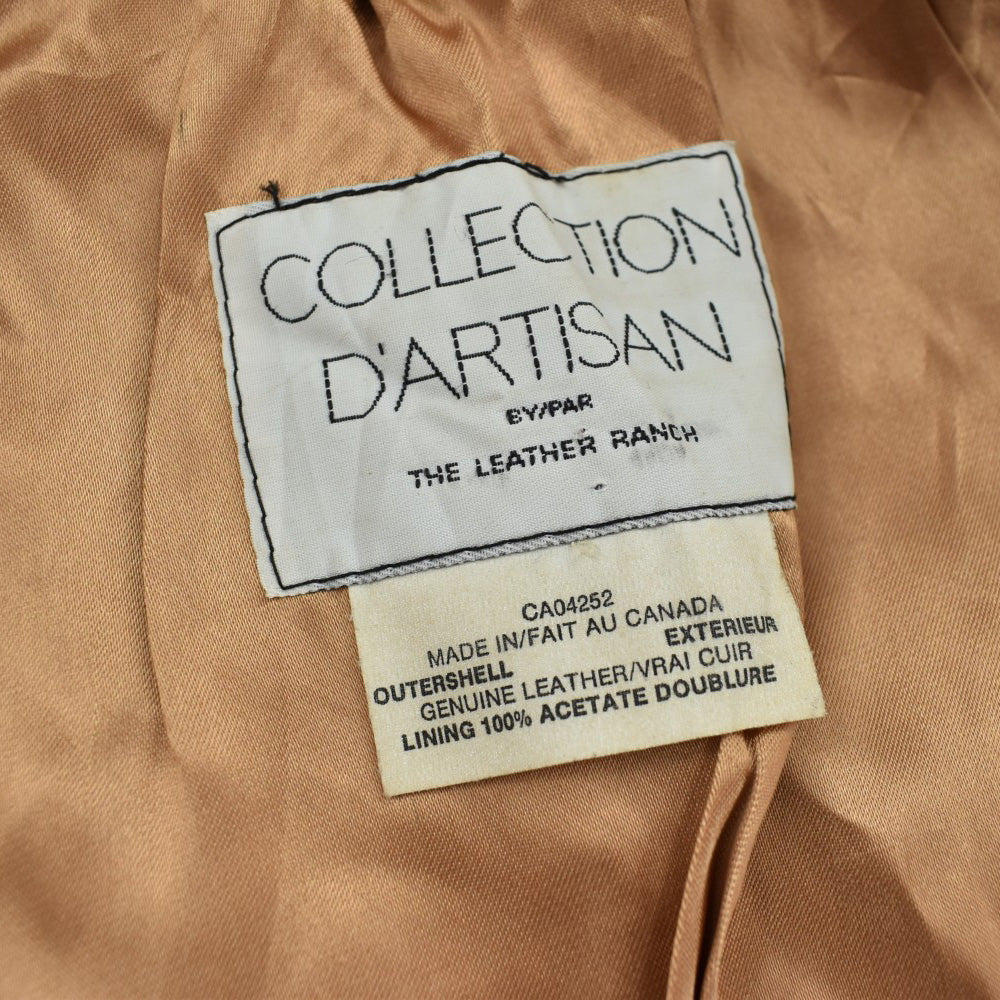 COLLECTION
D'ARTISAN
BY/PAR
THE LEATHER RANCH
CA04252
MADE IN/FAIT AU CANADA
OUTERSHELL EXTERIEUR
GENUINE LEATHER/VRAI CUIR
LINING 100% ACETATE DOUBLURE